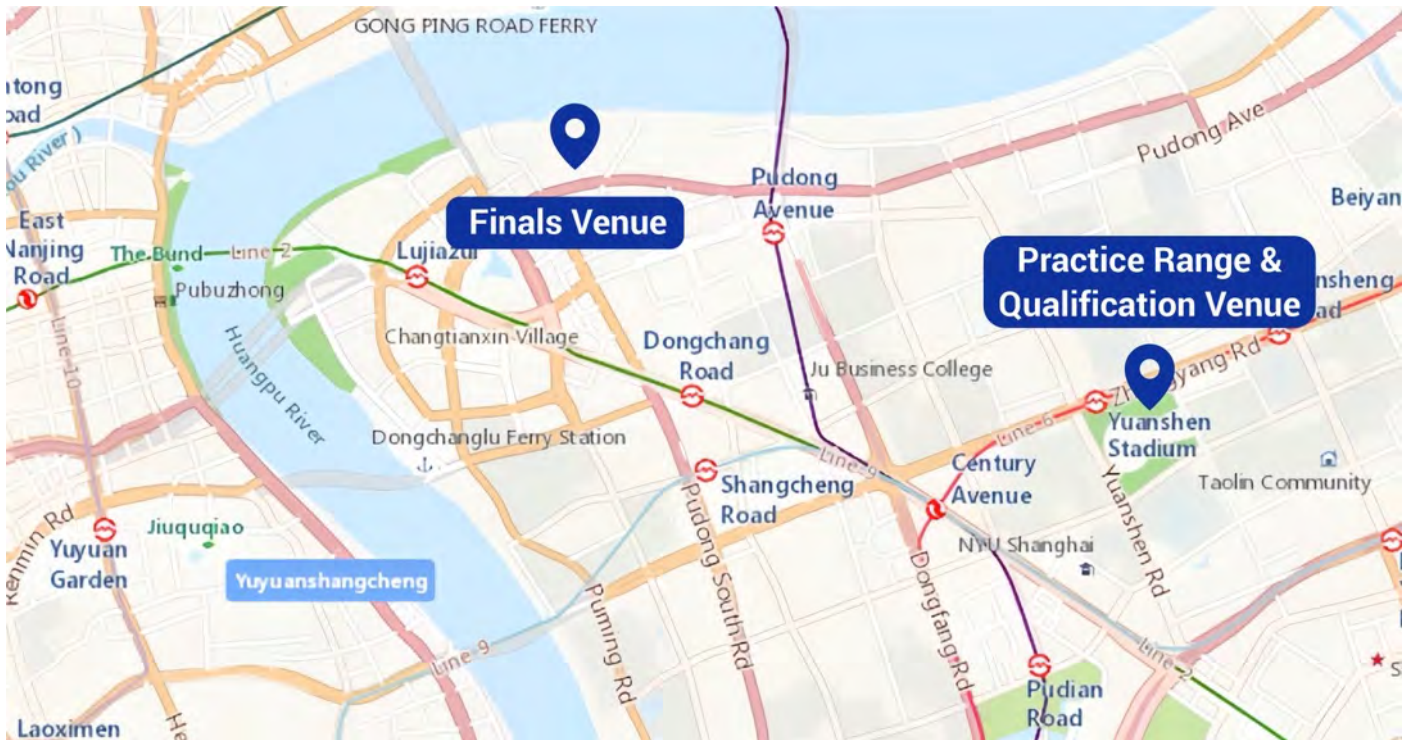 GONG PING ROAD FERRY
Pudong Ave
Pudong
Avenue
Finals Venue
Beiyan
East
Nanjing
Road
The Bund
Line 2
Lujiazui
Pubuzhong
Practice Range &
Qualification Venue
Line 10
Huangpu River
Changtianxin Village
Dongchang
Road
Ju Business College
Line 6
Yuanshen
Stadium
Dongchanglu Ferry Station
Line 9
Century
Avenue
Shangcheng
Road
Taolin Community
Yuanshen Rd
Renmin Rd
Yuyuan
Garden
Jiuquqiao
Yuyuanshangcheng
NYU Shanghai
Puming Rd
Pudong South Rd
Dongfang Rd
Line 9
Pudian
Road
Laoximen